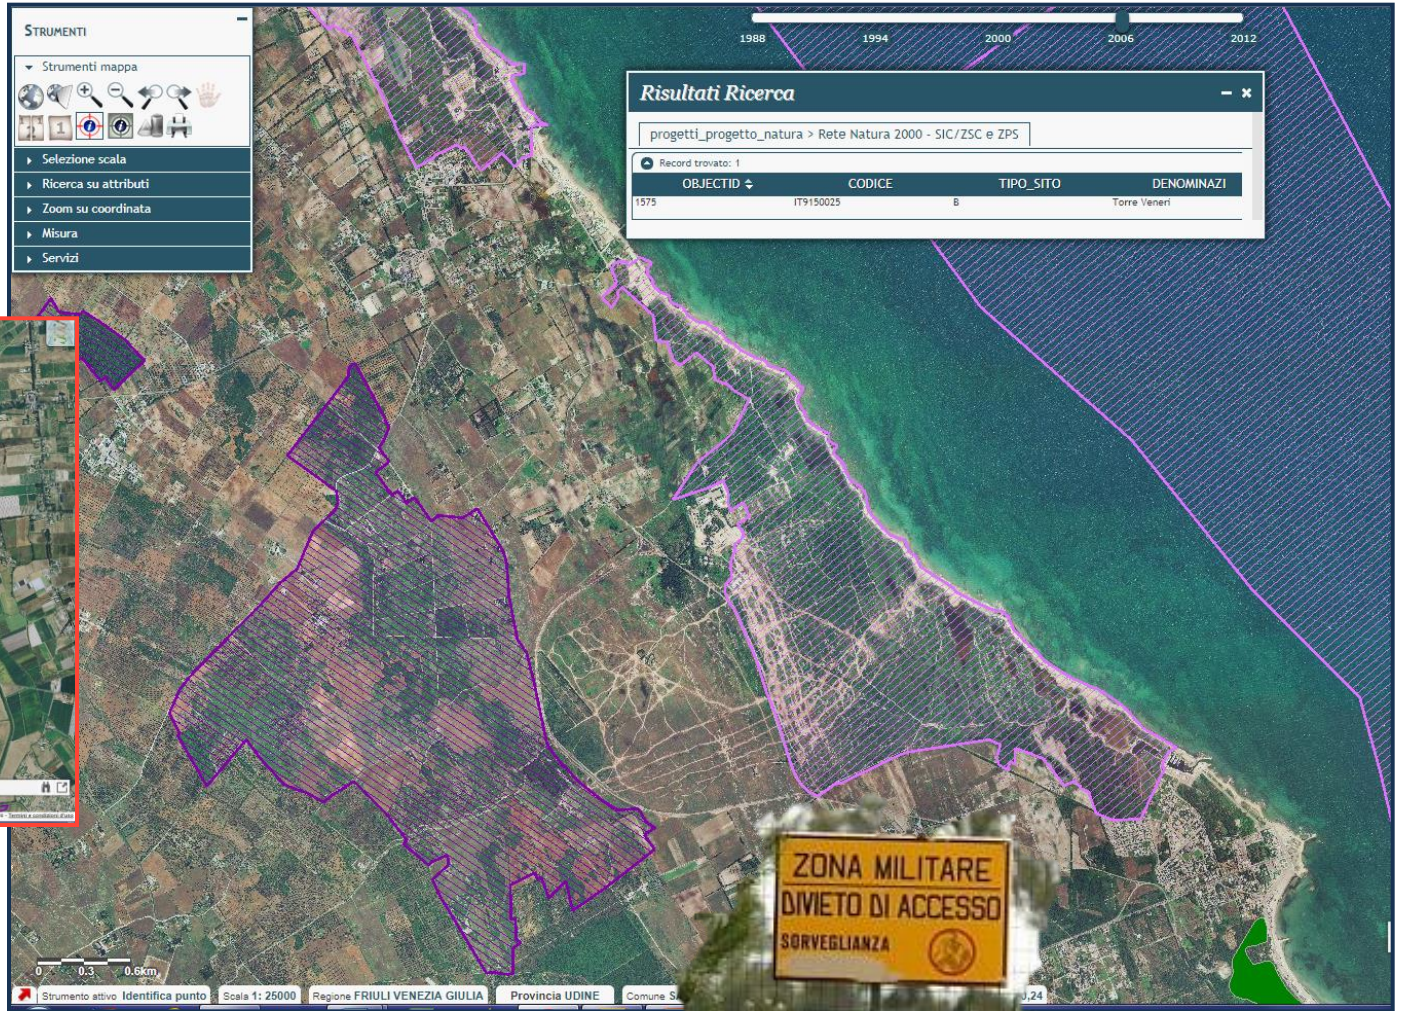 STRUMENTI
Strumenti mappa
1
Selezione scala
Ricerca su attributi
Zoom su coordinata
Misura
Servizi
1988 1994 2000 2006 2012
Risultati Ricerca
progetti_progetto_natura > Rete Natura 2000 - SIC/ZSC e ZPS
Record trovato: 1
OBJECTID CODICE TIPO_SITO DENOMINAZI
1575 IT9150025 B Torre Veneri
ZONA MILITARE
DIVIETO DI ACCESSO
SORVEGLIANZA
0 0.3 0.6km
Strumento attivo Identifica punto Scala 1: 25000 Regione FRIULI VENEZIA GIULIA Provincia UDINE Comune